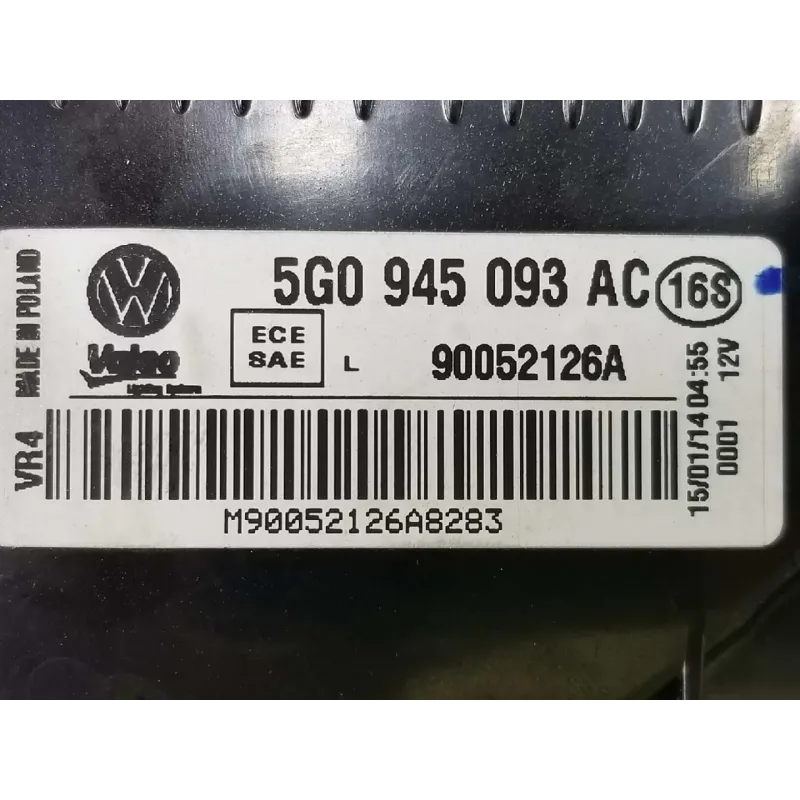 MADE IN POLAND
VR4
VW
5G0 945 093 AC 16S
Valeo
ECE
SAE
L
90052126A
M90052126A8283
15/01/14 04:55
0001 12V